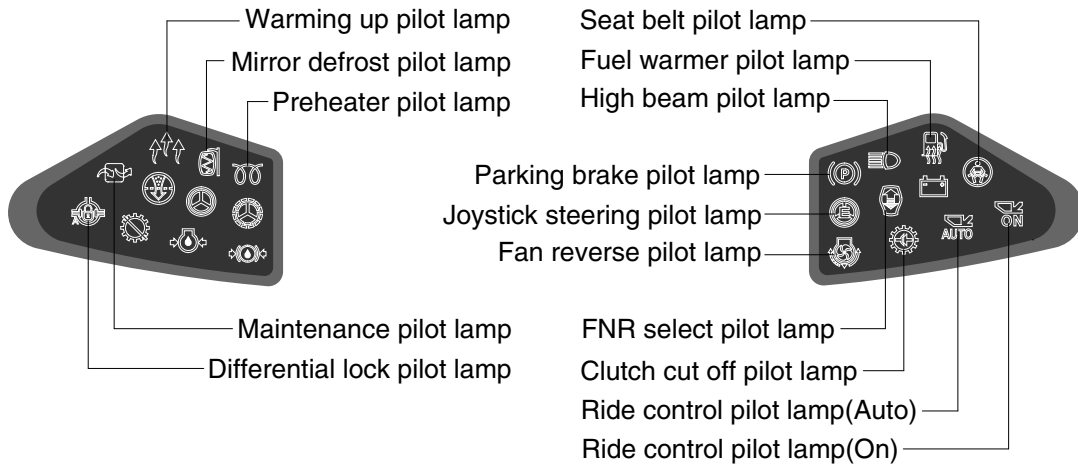 Warming up pilot lamp
Mirror defrost pilot lamp
Preheater pilot lamp
A
Maintenance pilot lamp
Differential lock pilot lamp
Seat belt pilot lamp
Fuel warmer pilot lamp
High beam pilot lamp
Parking brake pilot lamp
Joystick steering pilot lamp
Fan reverse pilot lamp
P
AUTO
ON
FNR select pilot lamp
Clutch cut off pilot lamp
Ride control pilot lamp(Auto)
Ride control pilot lamp(On)